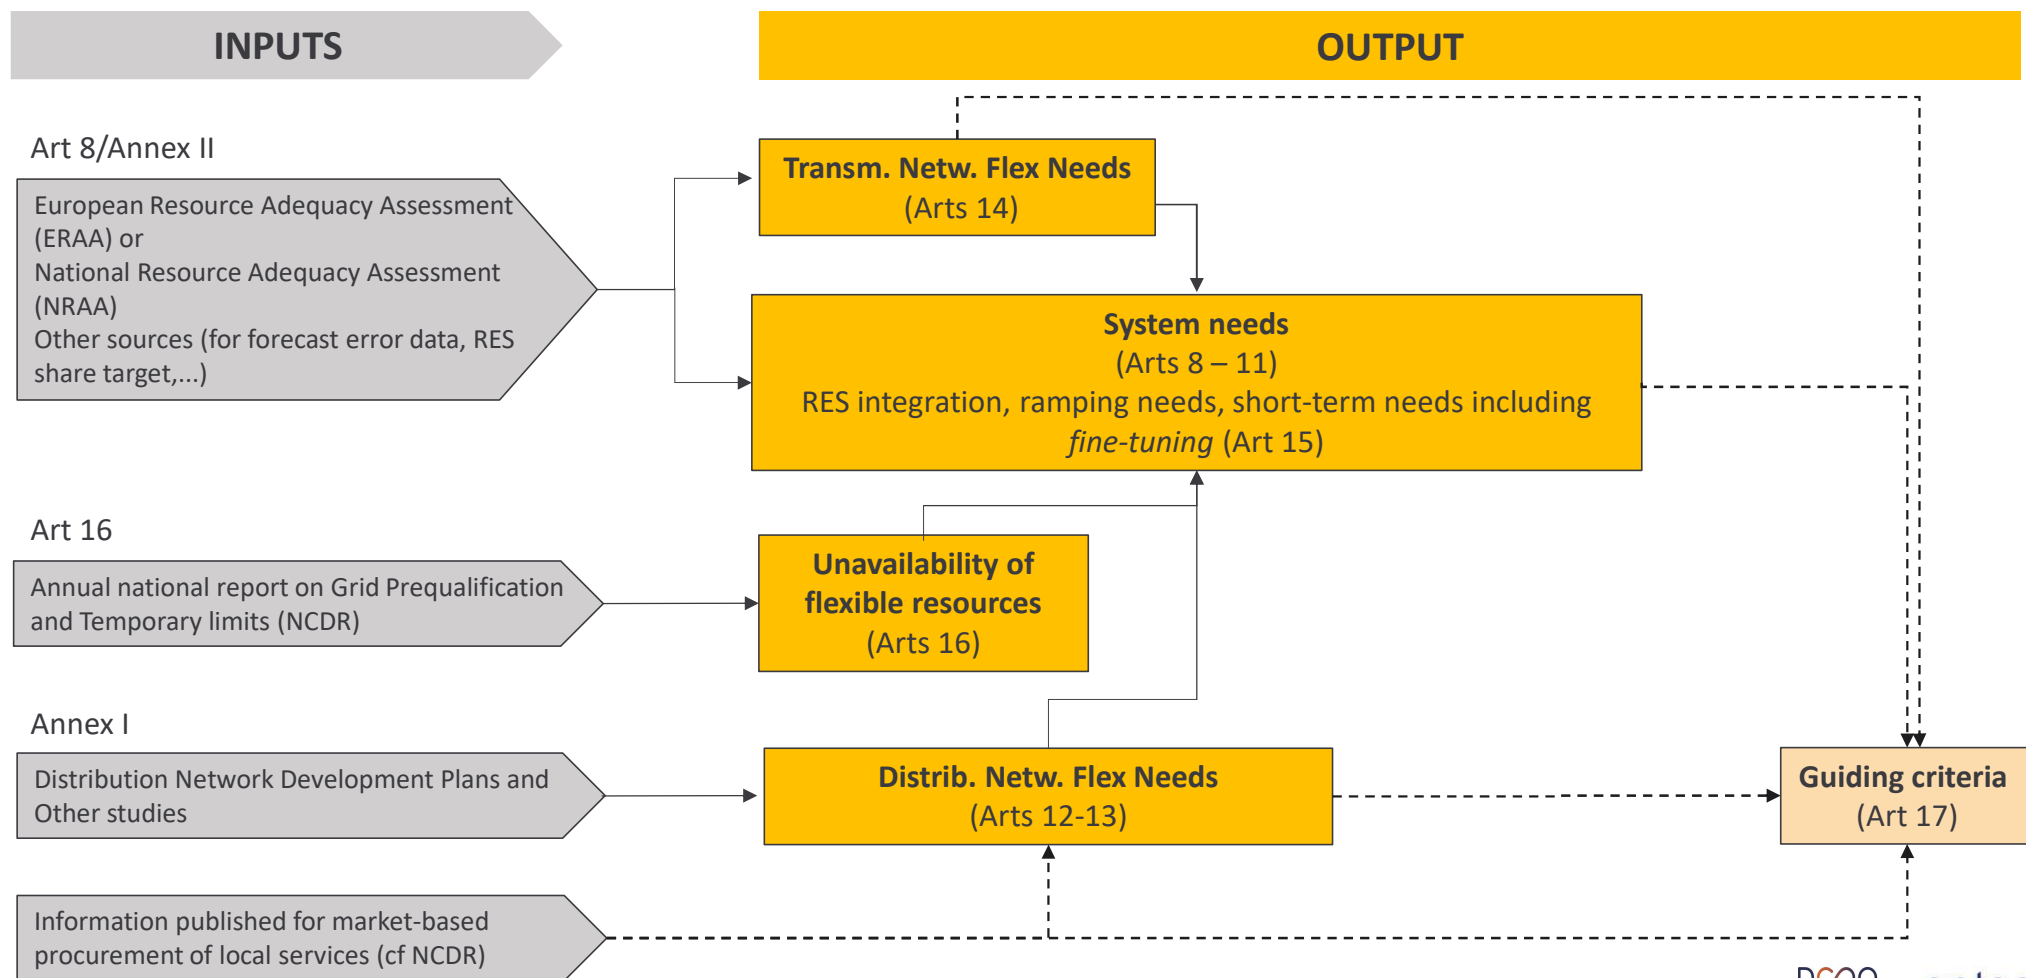 INPUTS
OUTPUT
Art 8/Annex II
European Resource Adequacy Assessment
(ERAA) or
National Resource Adequacy Assessment
(NRAA)
Other sources (for forecast error data, RES
share target,...)
Transm. Netw. Flex Needs
(Arts 14)
System needs
(Arts 8 – 11)
RES integration, ramping needs, short-term needs including
fine-tuning (Art 15)
Art 16
Annual national report on Grid Prequalification
and Temporary limits (NCDR)
Unavailability of
flexible resources
(Arts 16)
Annex I
Distribution Network Development Plans and
Other studies
Distrib. Netw. Flex Needs
(Arts 12-13)
Guiding criteria
(Art 17)
Information published for market-based
procurement of local services (cf NCDR)